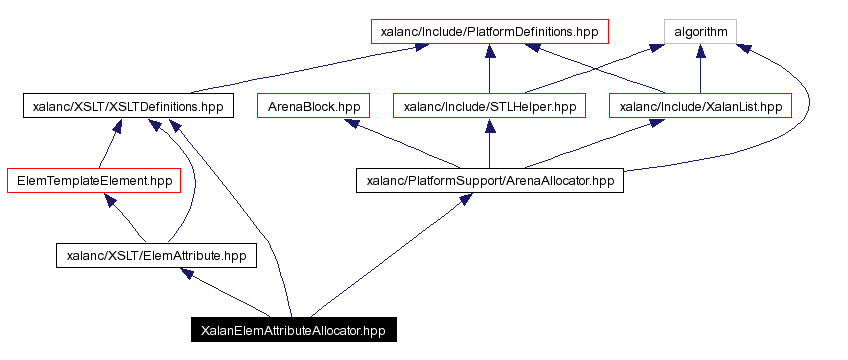 xalanc/Include/PlatformDefinitions.hpp
algorithm
xalanc/XSLT/XSLTDefinitions.hpp
ArenaBlock.hpp
xalanc/Include/STLHelper.hpp
xalanc/Include/XalanList.hpp
ElemTemplateElement.hpp
xalanc/PlatformSupport/ArenaAllocator.hpp
xalanc/XSLT/ElemAttribute.hpp
XalanElemAttributeAllocator.hpp